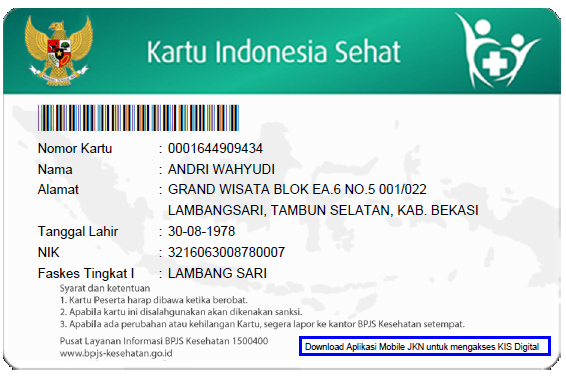 Kartu Indonesia Sehat
Nomor Kartu : 0001644909434
Nama : ANDRI WAHYUDI
Alamat : GRAND WISATA BLOK EA.6 NO.5 001/022
LAMBANGSARI, TAMBUN SELATAN, KAB. BEKASI
Tanggal Lahir : 30-08-1978
NIK : 3216063008780007
Faskes Tingkat I : LAMBANG SARI
Syarat dan ketentuan
1. Kartu Peserta harap dibawa ketika berobat.
2. Apabila kartu ini disalahgunakan akan dikenakan sanksi.
3. Apabila ada perubahan atau kehilangan Kartu, segera lapor ke kantor BPJS Kesehatan setempat.
Pusat Layanan Informasi BPJS Kesehatan 1500400
www.bpjs-kesehatan.go.id
Download Aplikasi Mobile JKN untuk mengakses KIS Digital